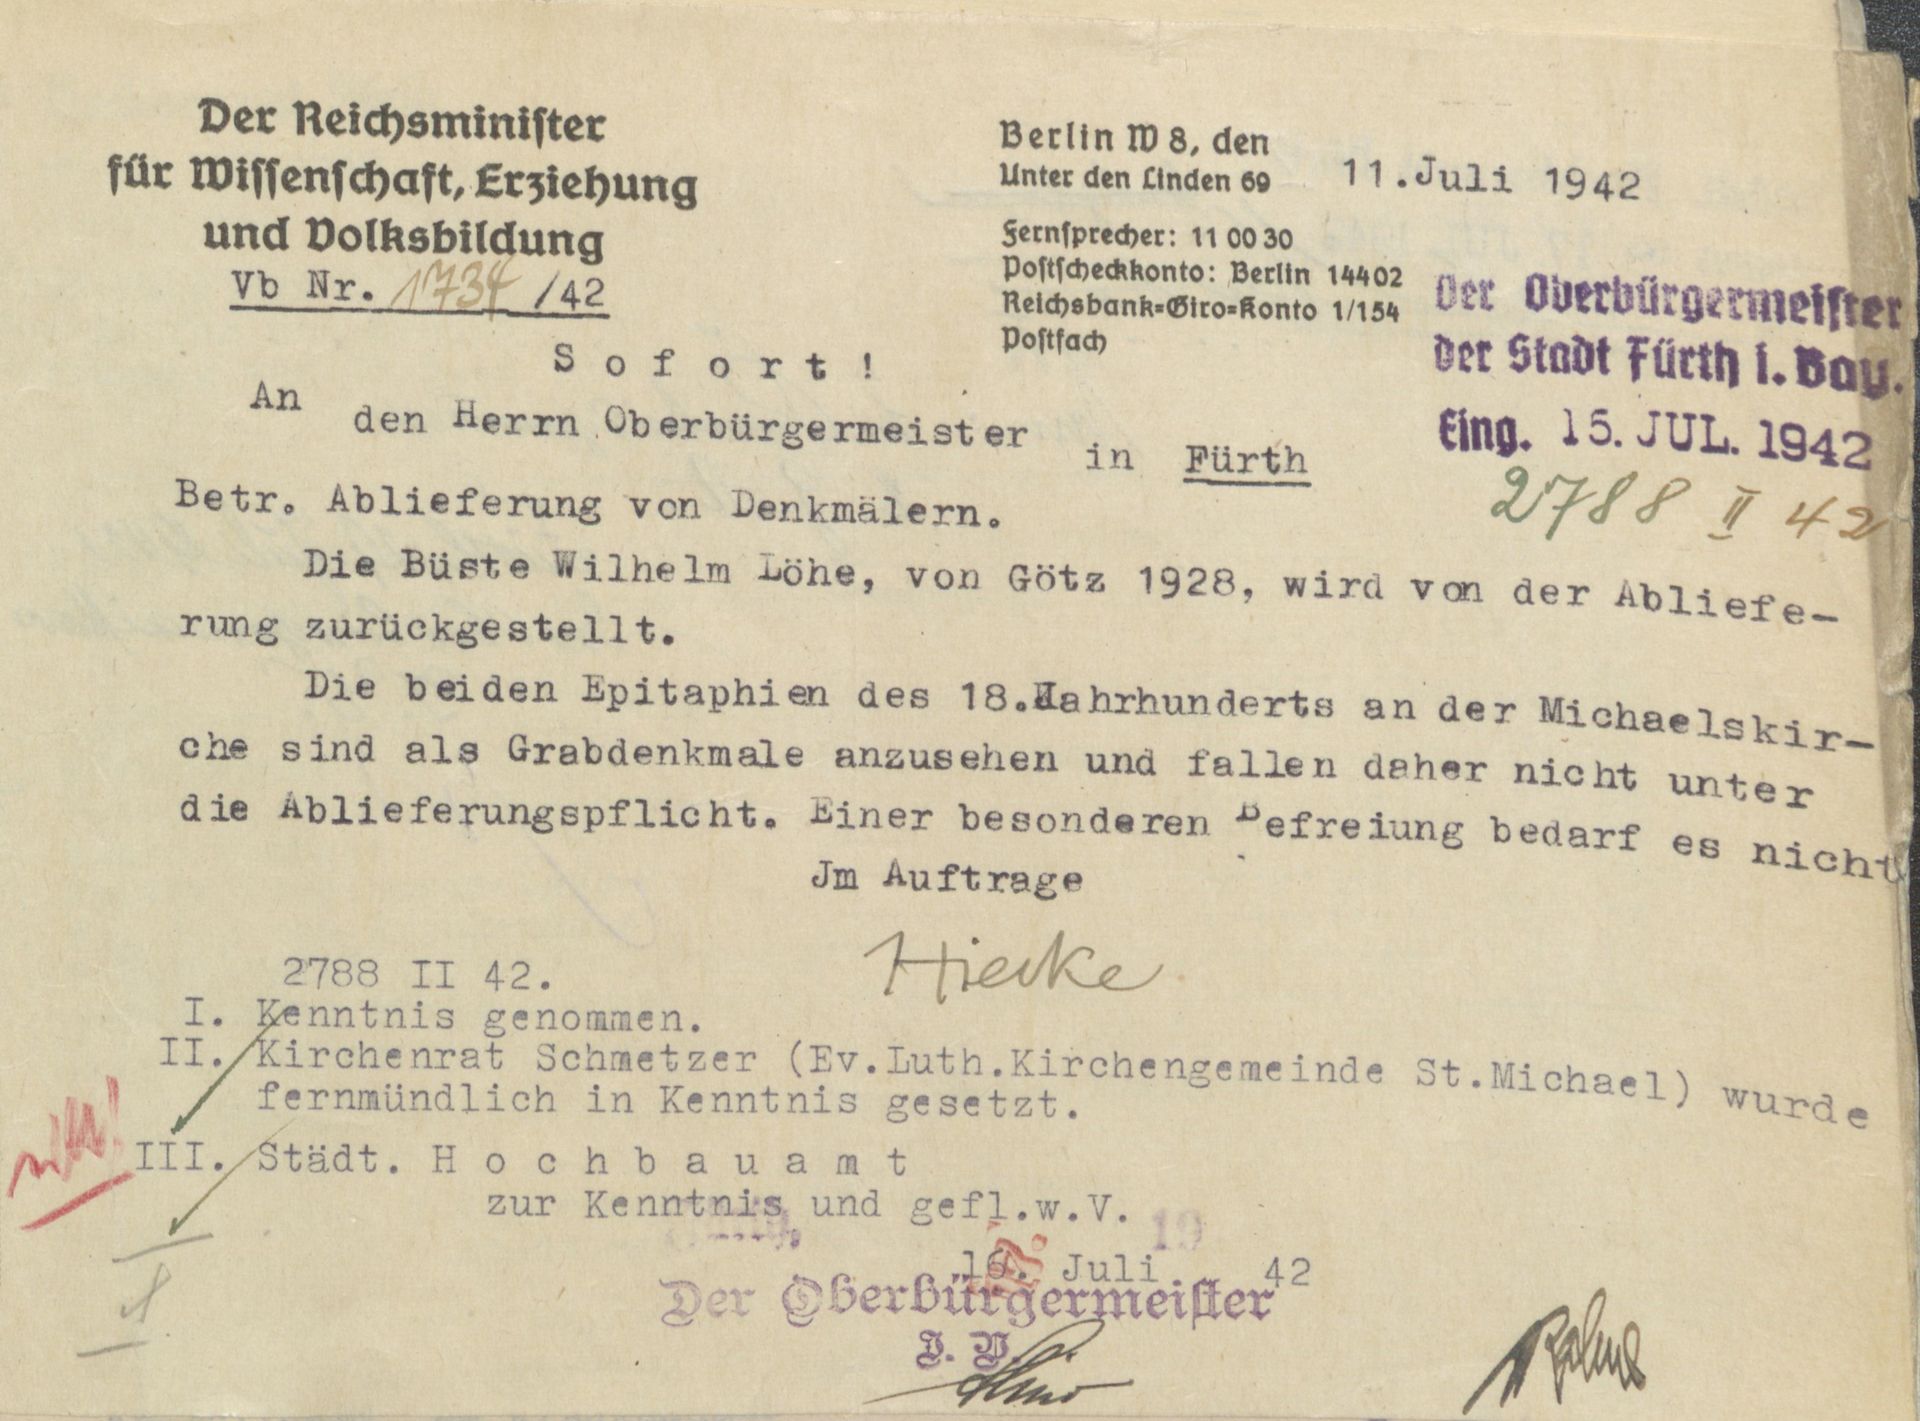 Der Reichsminister
für Wissenschaft, Erziehung
und Volksbildung
Vb Nr. 1734 /42
Berlin W 8, den
Unter den Linden 69
11.Juli 1942
Fernsprecher: 11 00 30
Postscheckkonto: Berlin 14402
Reichsbank=Giro=Konto 1/154
Postfach
Der Oberbürgermeister
der Stadt Fürth i. Bay.
Eing. 15. JUL. 1942
2788 II 42
S o f o r t !
An
den Herrn Oberbürgermeister
in Fürth
Betr. Ablieferung von Denkmälern.
Die Büste Wilhelm Löhe, von Götz 1928, wird von der Abliefe-
rung zurückgestellt.
Die beiden Epitaphien des 18.Jahrhunderts an der Michaelskir-
che sind als Grabdenkmale anzusehen und fallen daher nicht unter
die Ablieferungspflicht. Einer besonderen Befreiung bedarf es nicht
Jm Auftrage
Hiecke
2788 II 42.
I. Kenntnis genommen.
II. Kirchenrat Schmetzer (Ev.Luth.Kirchengemeinde St.Michael) wurde
fernmündlich in Kenntnis gesetzt.
III. Städt. H o c h b a u a m t
zur Kenntnis und gefl.w.V.
16. Juli 19 42
Der Oberbürgermeister
I. V.